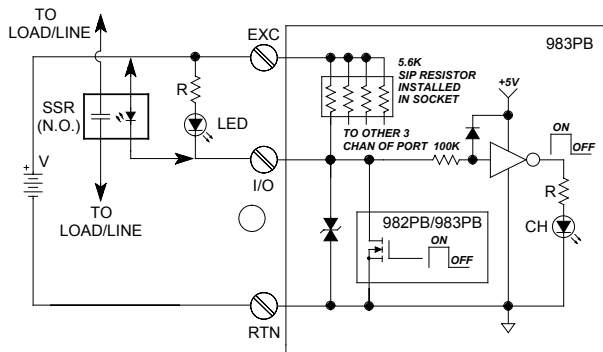 TO
LOAD/LINE
EXC
983PB
5.6K
SIP RESISTOR
INSTALLED
IN SOCKET
+5V
SSR
(N.O.)
R
LED
TO OTHER 3
CHAN OF PORT
100K
ON
OFF
+
V
I/O
R
TO
LOAD/LINE
982PB/983PB
ON
OFF
CH
RTN